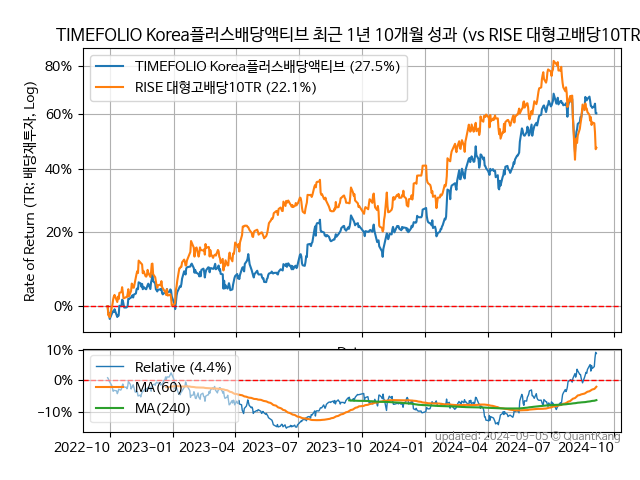 TIMEFOLIO Korea플러스배당액티브 최근 1년 10개월 성과 (vs RISE 대형고배당10TR
Rate of Return (TR: 배당재투자, Log)
80%
60%
40%
20%
0%
TIMEFOLIO Korea플러스배당액티브 (27.5%)
RISE 대형고배당10TR (22.1%)
10%
0%
−10%
Relative (4.4%)
MA(60)
MA(240)
2022-10 2023-01 2023-04 2023-07 2023-10 2024-01 2024-04 2024-07 2024-10
updated: 2024-09-05 © QuantKang